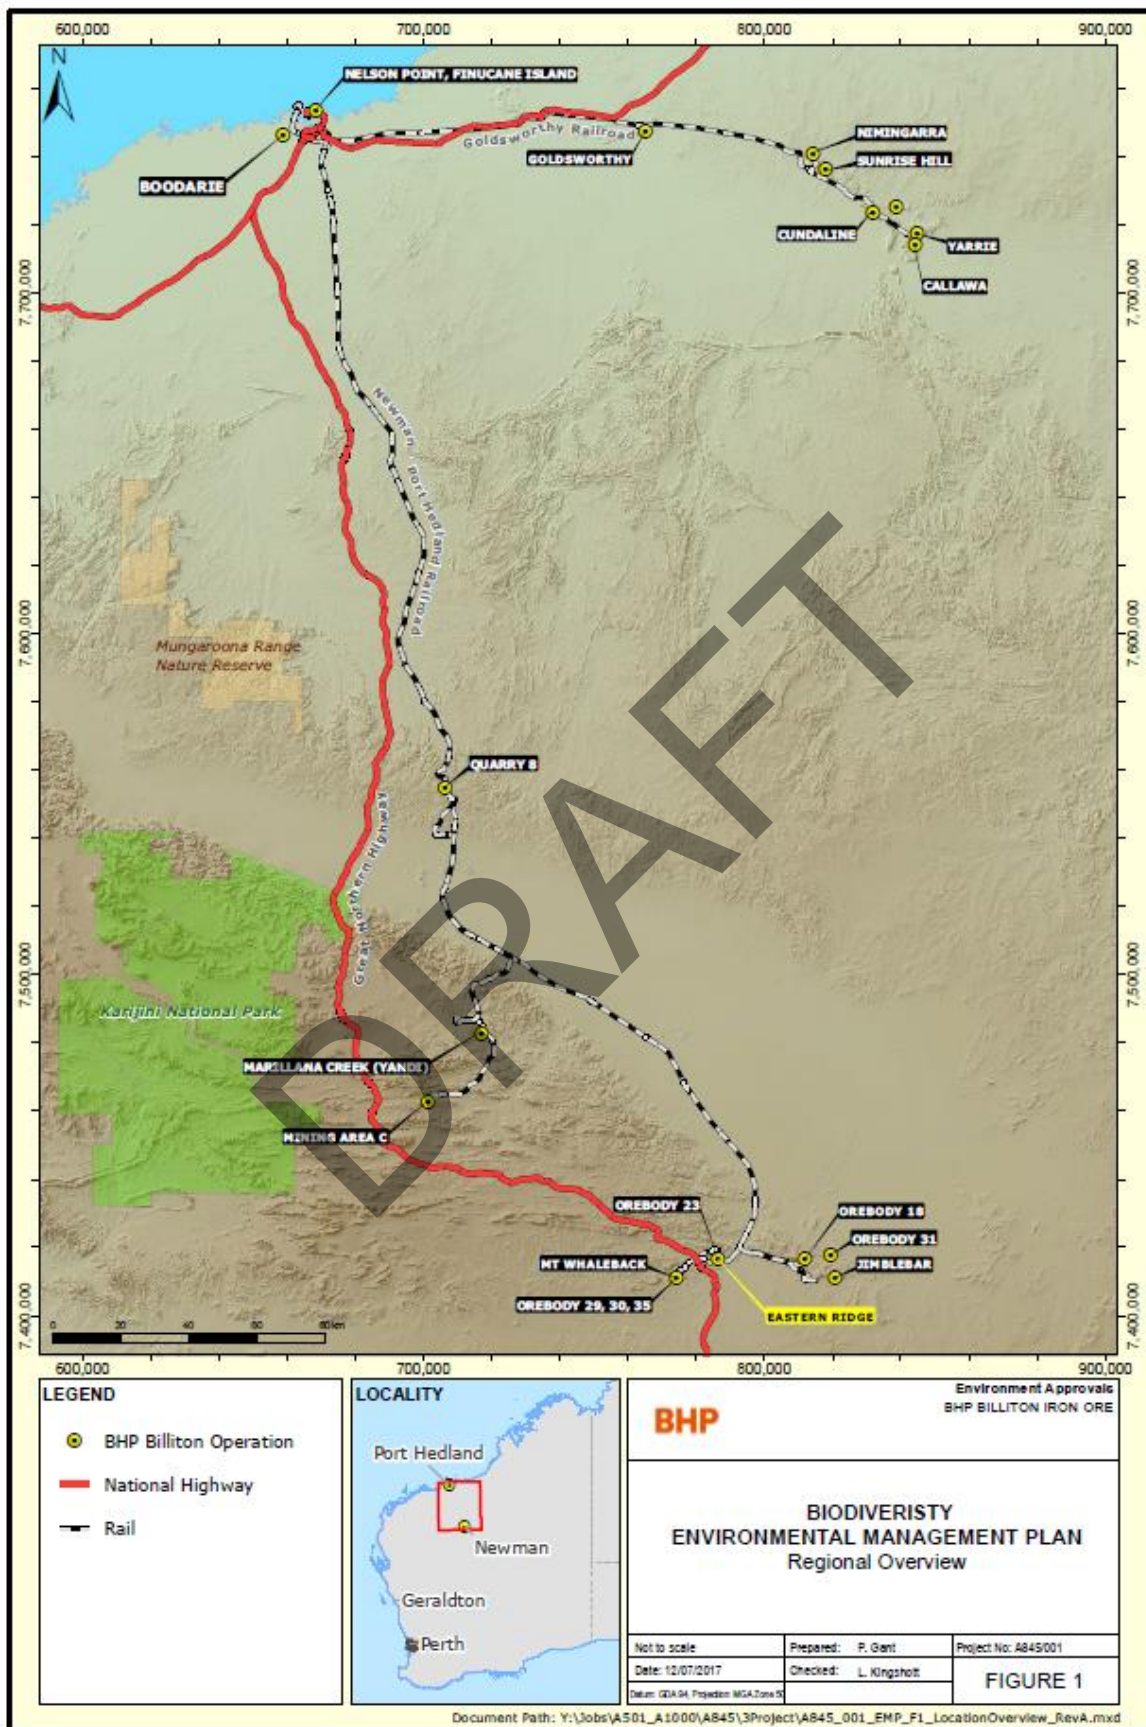 600,000
700,000
800,000
900,000
N
NELSON POINT, FINUCANE ISLAND
Goldsworthy Railroad
NIMINGARRA
GOLDSWORTHY
SUNRISE HILL
BOODARIE
CUNDALINE
YARRIE
CALLAWA
7,700,000
7,700,000
Newman - Port Hedland Railroad
7,600,000
7,600,000
Mungaroona Range
Nature Reserve
QUARRY 8
Great Northern Highway
DRAFT
7,500,000
7,500,000
Karijini National Park
MARILLANA CREEK (YANDI)
MINING AREA C
OREBODY 23
OREBODY 18
OREBODY 31
MT WHALEBACK
JIMBLEBAR
OREBODY 29, 30, 35
EASTERN RIDGE
7,400,000
7,400,000
0 20 40 60 80 km
600,000
700,000
800,000
900,000
LEGEND
BHP Billiton Operation
National Highway
Rail
LOCALITY
Port Hedland
Newman
Geraldton
Perth
BHP
Environment Approvals
BHP BILLITON IRON ORE
BIODIVERISTY
ENVIRONMENTAL MANAGEMENT PLAN
Regional Overview
Not to scale
Prepared: P. Gant
Project No: A845/001
Date: 12/07/2017
Checked: L. Kingshott
FIGURE 1
Datum: GDA 94, Projection: MGA Zone 50
Document Path: Y:\Jobs\A501_A1000\A845\3Project\A845_001_EMP_F1_LocationOverview_RevA.mxd